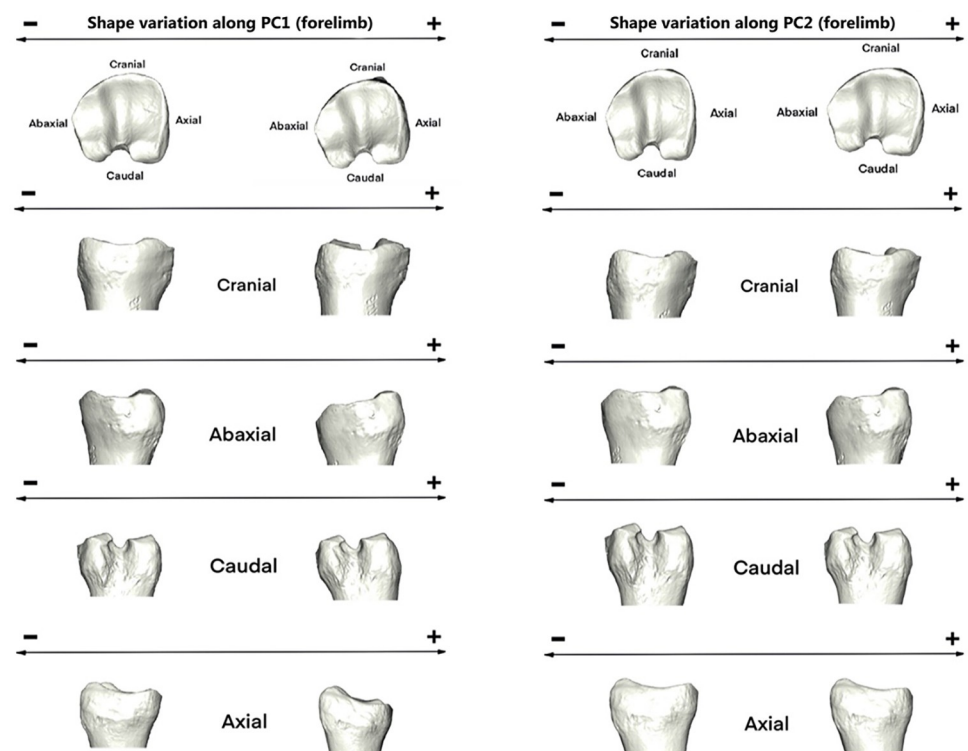 Shape variation along PC1 (forelimb)
- +
Cranial
Abaxial
Axial
Caudal
Cranial
Abaxial
Axial
Caudal
- +
Cranial
- +
Abaxial
- +
Caudal
- +
Axial
Shape variation along PC2 (forelimb)
- +
Cranial
Abaxial
Axial
Caudal
Cranial
Abaxial
Axial
Caudal
- +
Cranial
- +
Abaxial
- +
Caudal
- +
Axial